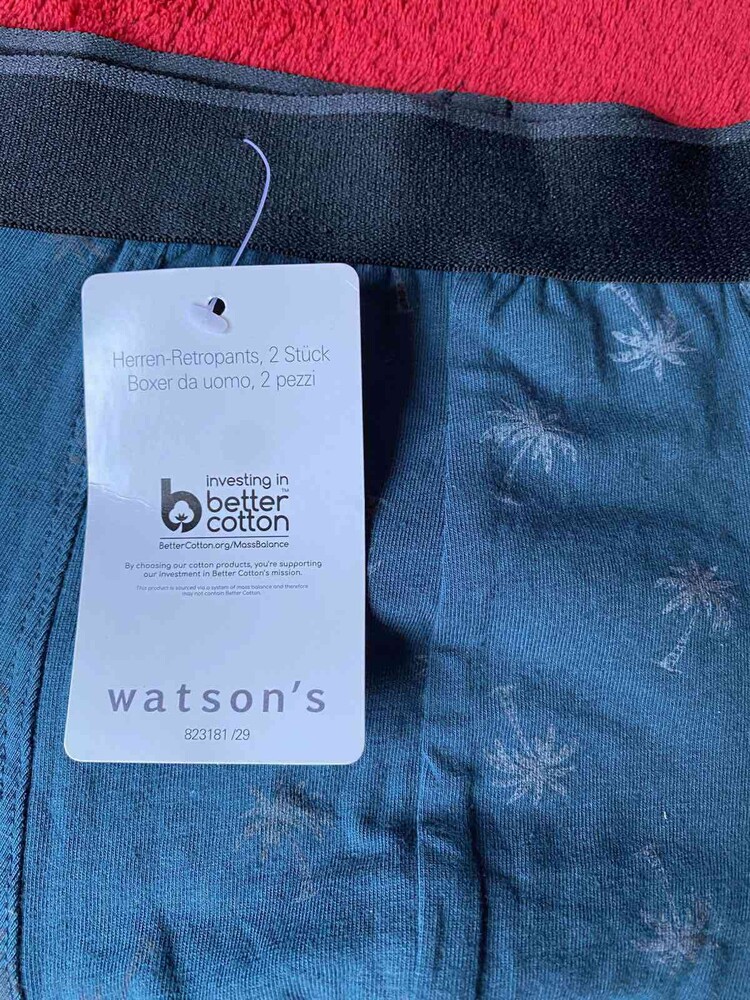 Herren-Retropants, 2 Stück
Boxer da uomo, 2 pezzi
investing in
better™
cotton
BetterCotton.org/MassBalance
By choosing our cotton products, you're supporting
our investment in Better Cotton's mission.
This product is sourced via a system of mass balance and therefore
may not contain Better Cotton.
watson's
823181 /29